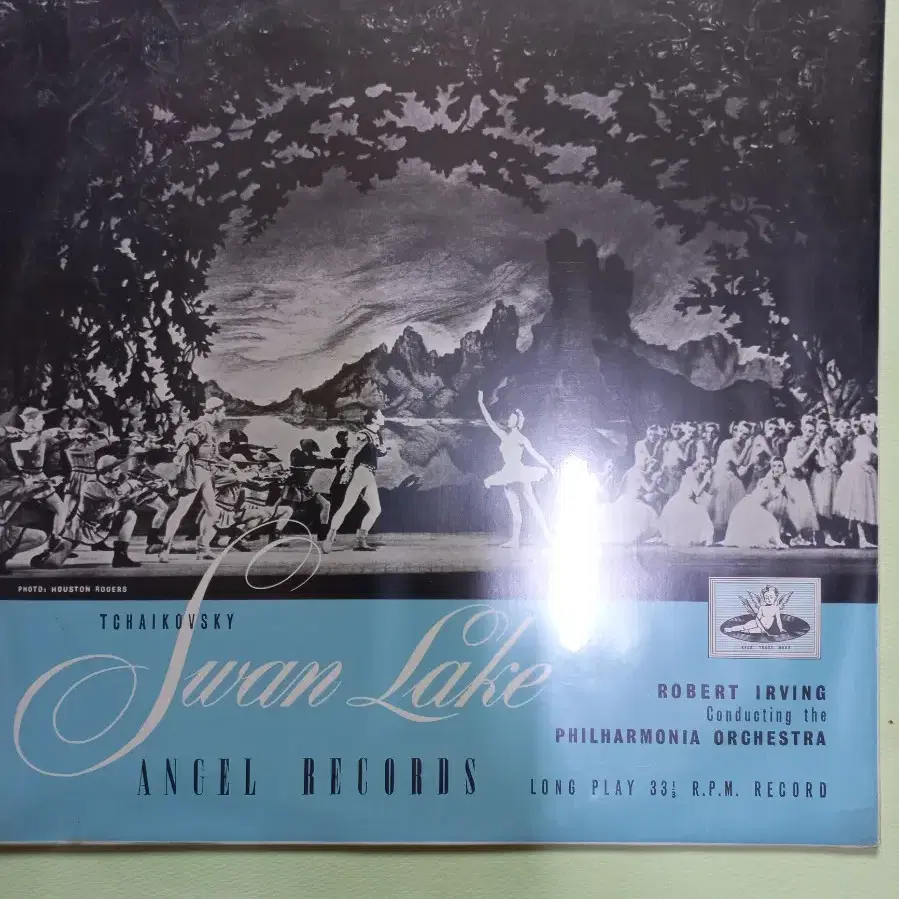 PHOTO: HOUSTON ROGERS
TCHAIKOVSKY
Swan Lake
ROBERT IRVING
Conducting the
PHILHARMONIA ORCHESTRA
ANGEL RECORDS
LONG PLAY 33⅓ R.P.M. RECORD